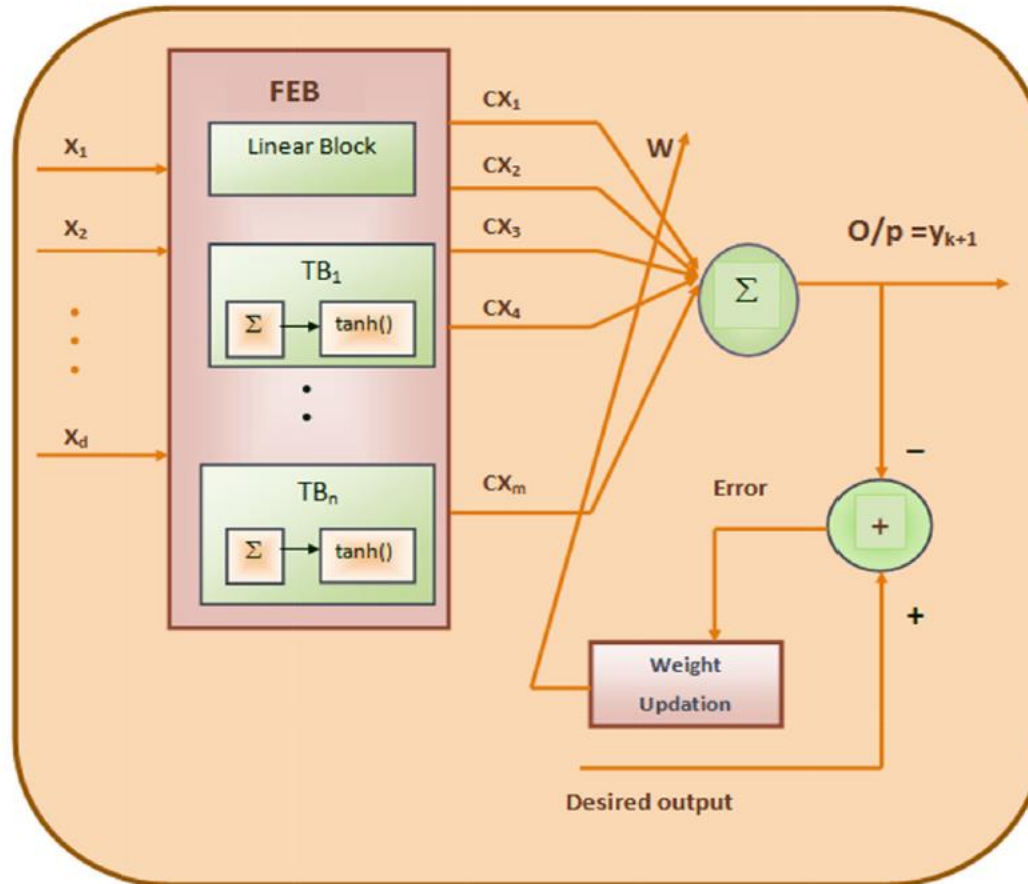 FEB
Linear Block
TB₁
Σ
tanh()
TBₙ
Σ
tanh()
X₁
X₂
X_d
CX₁
CX₂
CX₃
CX₄
CXₘ
W
Σ
O/p =yₖ₊₁
–
+
+
Error
Weight
Updation
Desired output